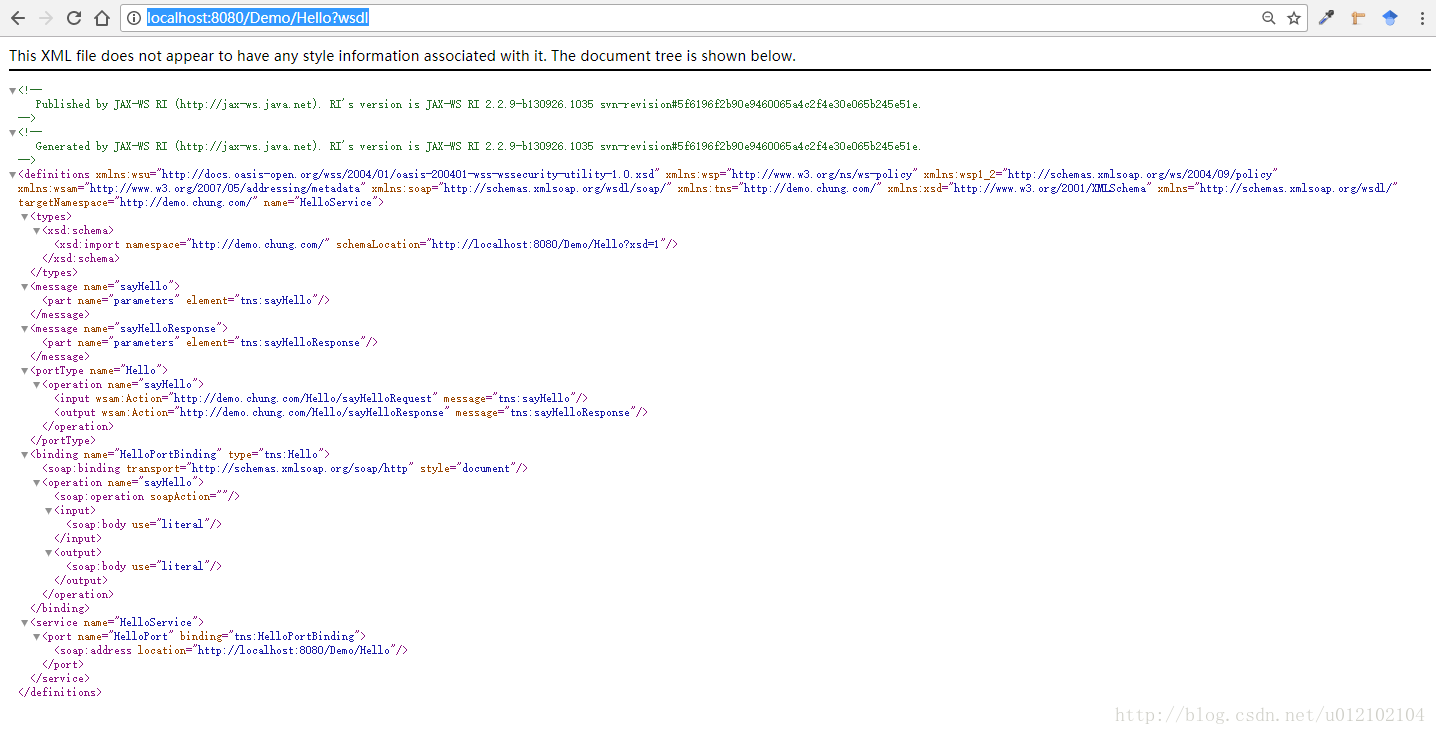 localhost:8080/Demo/Hello?wsdl
This XML file does not appear to have any style information associated with it. The document tree is shown below.
▼<!--
Published by JAX-WS RI (http://jax-ws.java.net). RI's version is JAX-WS RI 2.2.9-b130926.1035 svn-revision#5f6196f2b90e9460065a4c2f4e30e065b245e51e.
-->
▼<!--
Generated by JAX-WS RI (http://jax-ws.java.net). RI's version is JAX-WS RI 2.2.9-b130926.1035 svn-revision#5f6196f2b90e9460065a4c2f4e30e065b245e51e.
-->
▼<definitions xmlns:wsu="http://docs.oasis-open.org/wss/2004/01/oasis-200401-wss-wssecurity-utility-1.0.xsd" xmlns:wsp="http://www.w3.org/ns/ws-policy" xmlns:wsp1_2="http://schemas.xmlsoap.org/ws/2004/09/policy"
xmlns:wsam="http://www.w3.org/2007/05/addressing/metadata" xmlns:soap="http://schemas.xmlsoap.org/wsdl/soap/" xmlns:tns="http://demo.chung.com/" xmlns:xsd="http://www.w3.org/2001/XMLSchema" xmlns="http://schemas.xmlsoap.org/wsdl/"
targetNamespace="http://demo.chung.com/" name="HelloService">
▼<types>
▼<xsd:schema>
<xsd:import namespace="http://demo.chung.com/" schemaLocation="http://localhost:8080/Demo/Hello?xsd=1"/>
</xsd:schema>
</types>
▼<message name="sayHello">
<part name="parameters" element="tns:sayHello"/>
</message>
▼<message name="sayHelloResponse">
<part name="parameters" element="tns:sayHelloResponse"/>
</message>
▼<portType name="Hello">
▼<operation name="sayHello">
<input wsam:Action="http://demo.chung.com/Hello/sayHelloRequest" message="tns:sayHello"/>
<output wsam:Action="http://demo.chung.com/Hello/sayHelloResponse" message="tns:sayHelloResponse"/>
</operation>
</portType>
▼<binding name="HelloPortBinding" type="tns:Hello">
<soap:binding transport="http://schemas.xmlsoap.org/soap/http" style="document"/>
▼<operation name="sayHello">
<soap:operation soapAction=""/>
▼<input>
<soap:body use="literal"/>
</input>
▼<output>
<soap:body use="literal"/>
</output>
</operation>
</binding>
▼<service name="HelloService">
▼<port name="HelloPort" binding="tns:HelloPortBinding">
<soap:address location="http://localhost:8080/Demo/Hello"/>
</port>
</service>
</definitions>
http://blog.csdn.net/u012102104